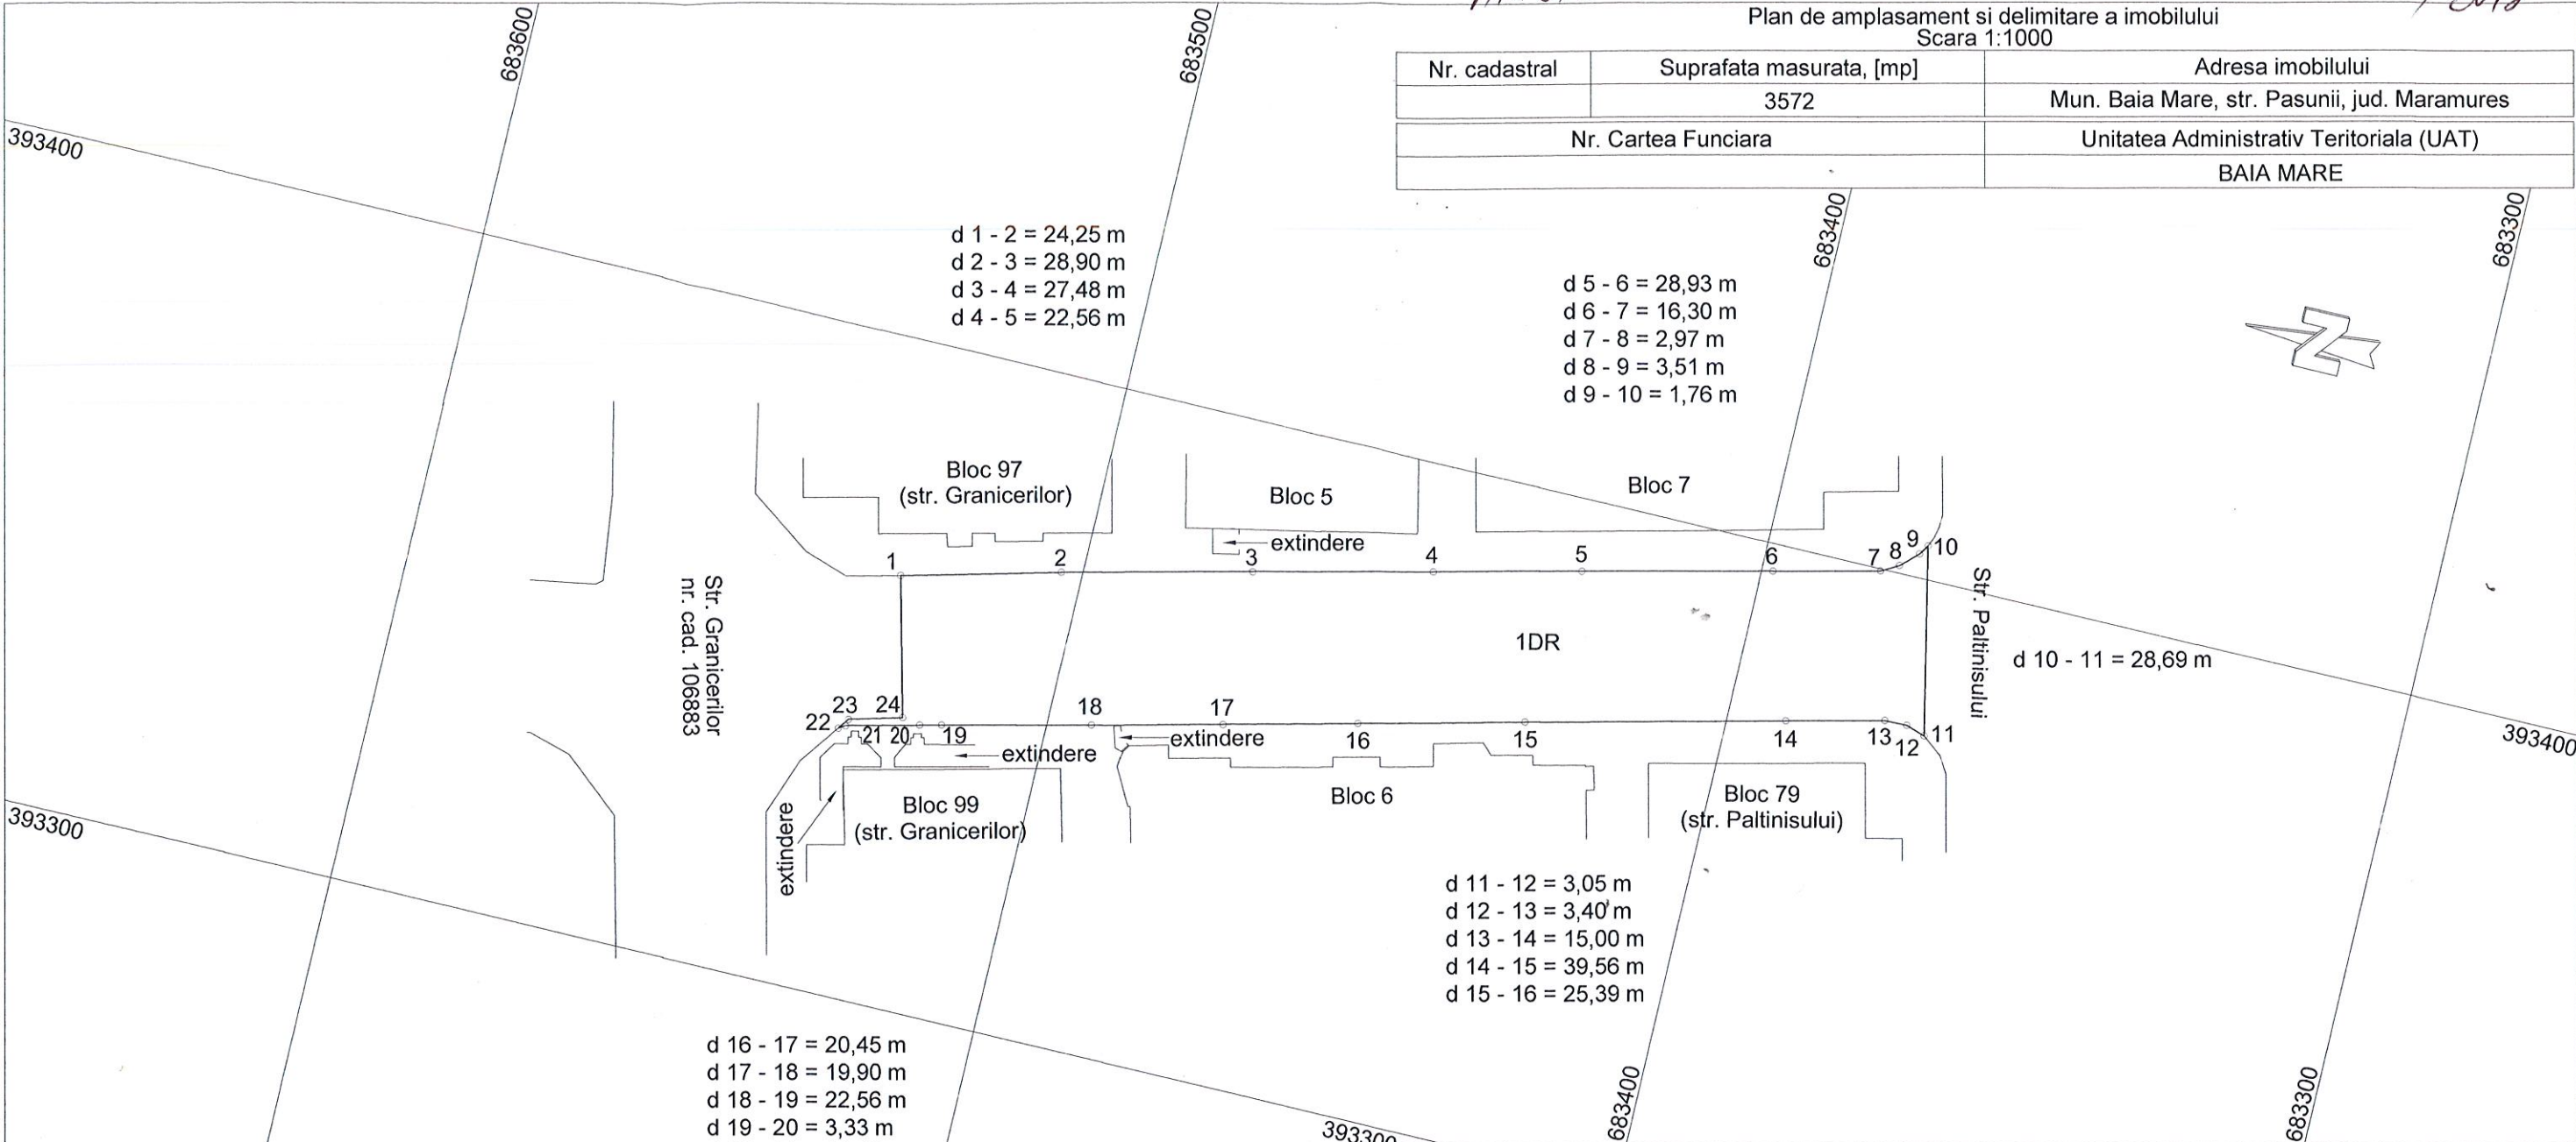 Plan de amplasament si delimitare a imobilului
Scara 1:1000
Nr. cadastral
Suprafata masurata, [mp]
Adresa imobilului
3572
Mun. Baia Mare, str. Pasunii, jud. Maramures
Nr. Cartea Funciara
Unitatea Administrativ Teritoriala (UAT)
BAIA MARE
683600
683500
683400
683300
393400
d 1 - 2 = 24,25 m
d 2 - 3 = 28,90 m
d 3 - 4 = 27,48 m
d 4 - 5 = 22,56 m
d 5 - 6 = 28,93 m
d 6 - 7 = 16,30 m
d 7 - 8 = 2,97 m
d 8 - 9 = 3,51 m
d 9 - 10 = 1,76 m
N
Bloc 97
(str. Granicerilor)
Bloc 5
Bloc 7
extindere
1
2
3
4
5
6
7
8
9
10
Str. Granicerilor
nr. cad. 106883
1DR
Str. Paltinisului
d 10 - 11 = 28,69 m
393400
22
23
24
21
20
19
18
17
16
15
14
13
12
11
extindere
extindere
extindere
Bloc 99
(str. Granicerilor)
Bloc 6
Bloc 79
(str. Paltinisului)
393300
d 11 - 12 = 3,05 m
d 12 - 13 = 3,40 m
d 13 - 14 = 15,00 m
d 14 - 15 = 39,56 m
d 15 - 16 = 25,39 m
d 16 - 17 = 20,45 m
d 17 - 18 = 19,90 m
d 18 - 19 = 22,56 m
d 19 - 20 = 3,33 m
393300
683400
683300